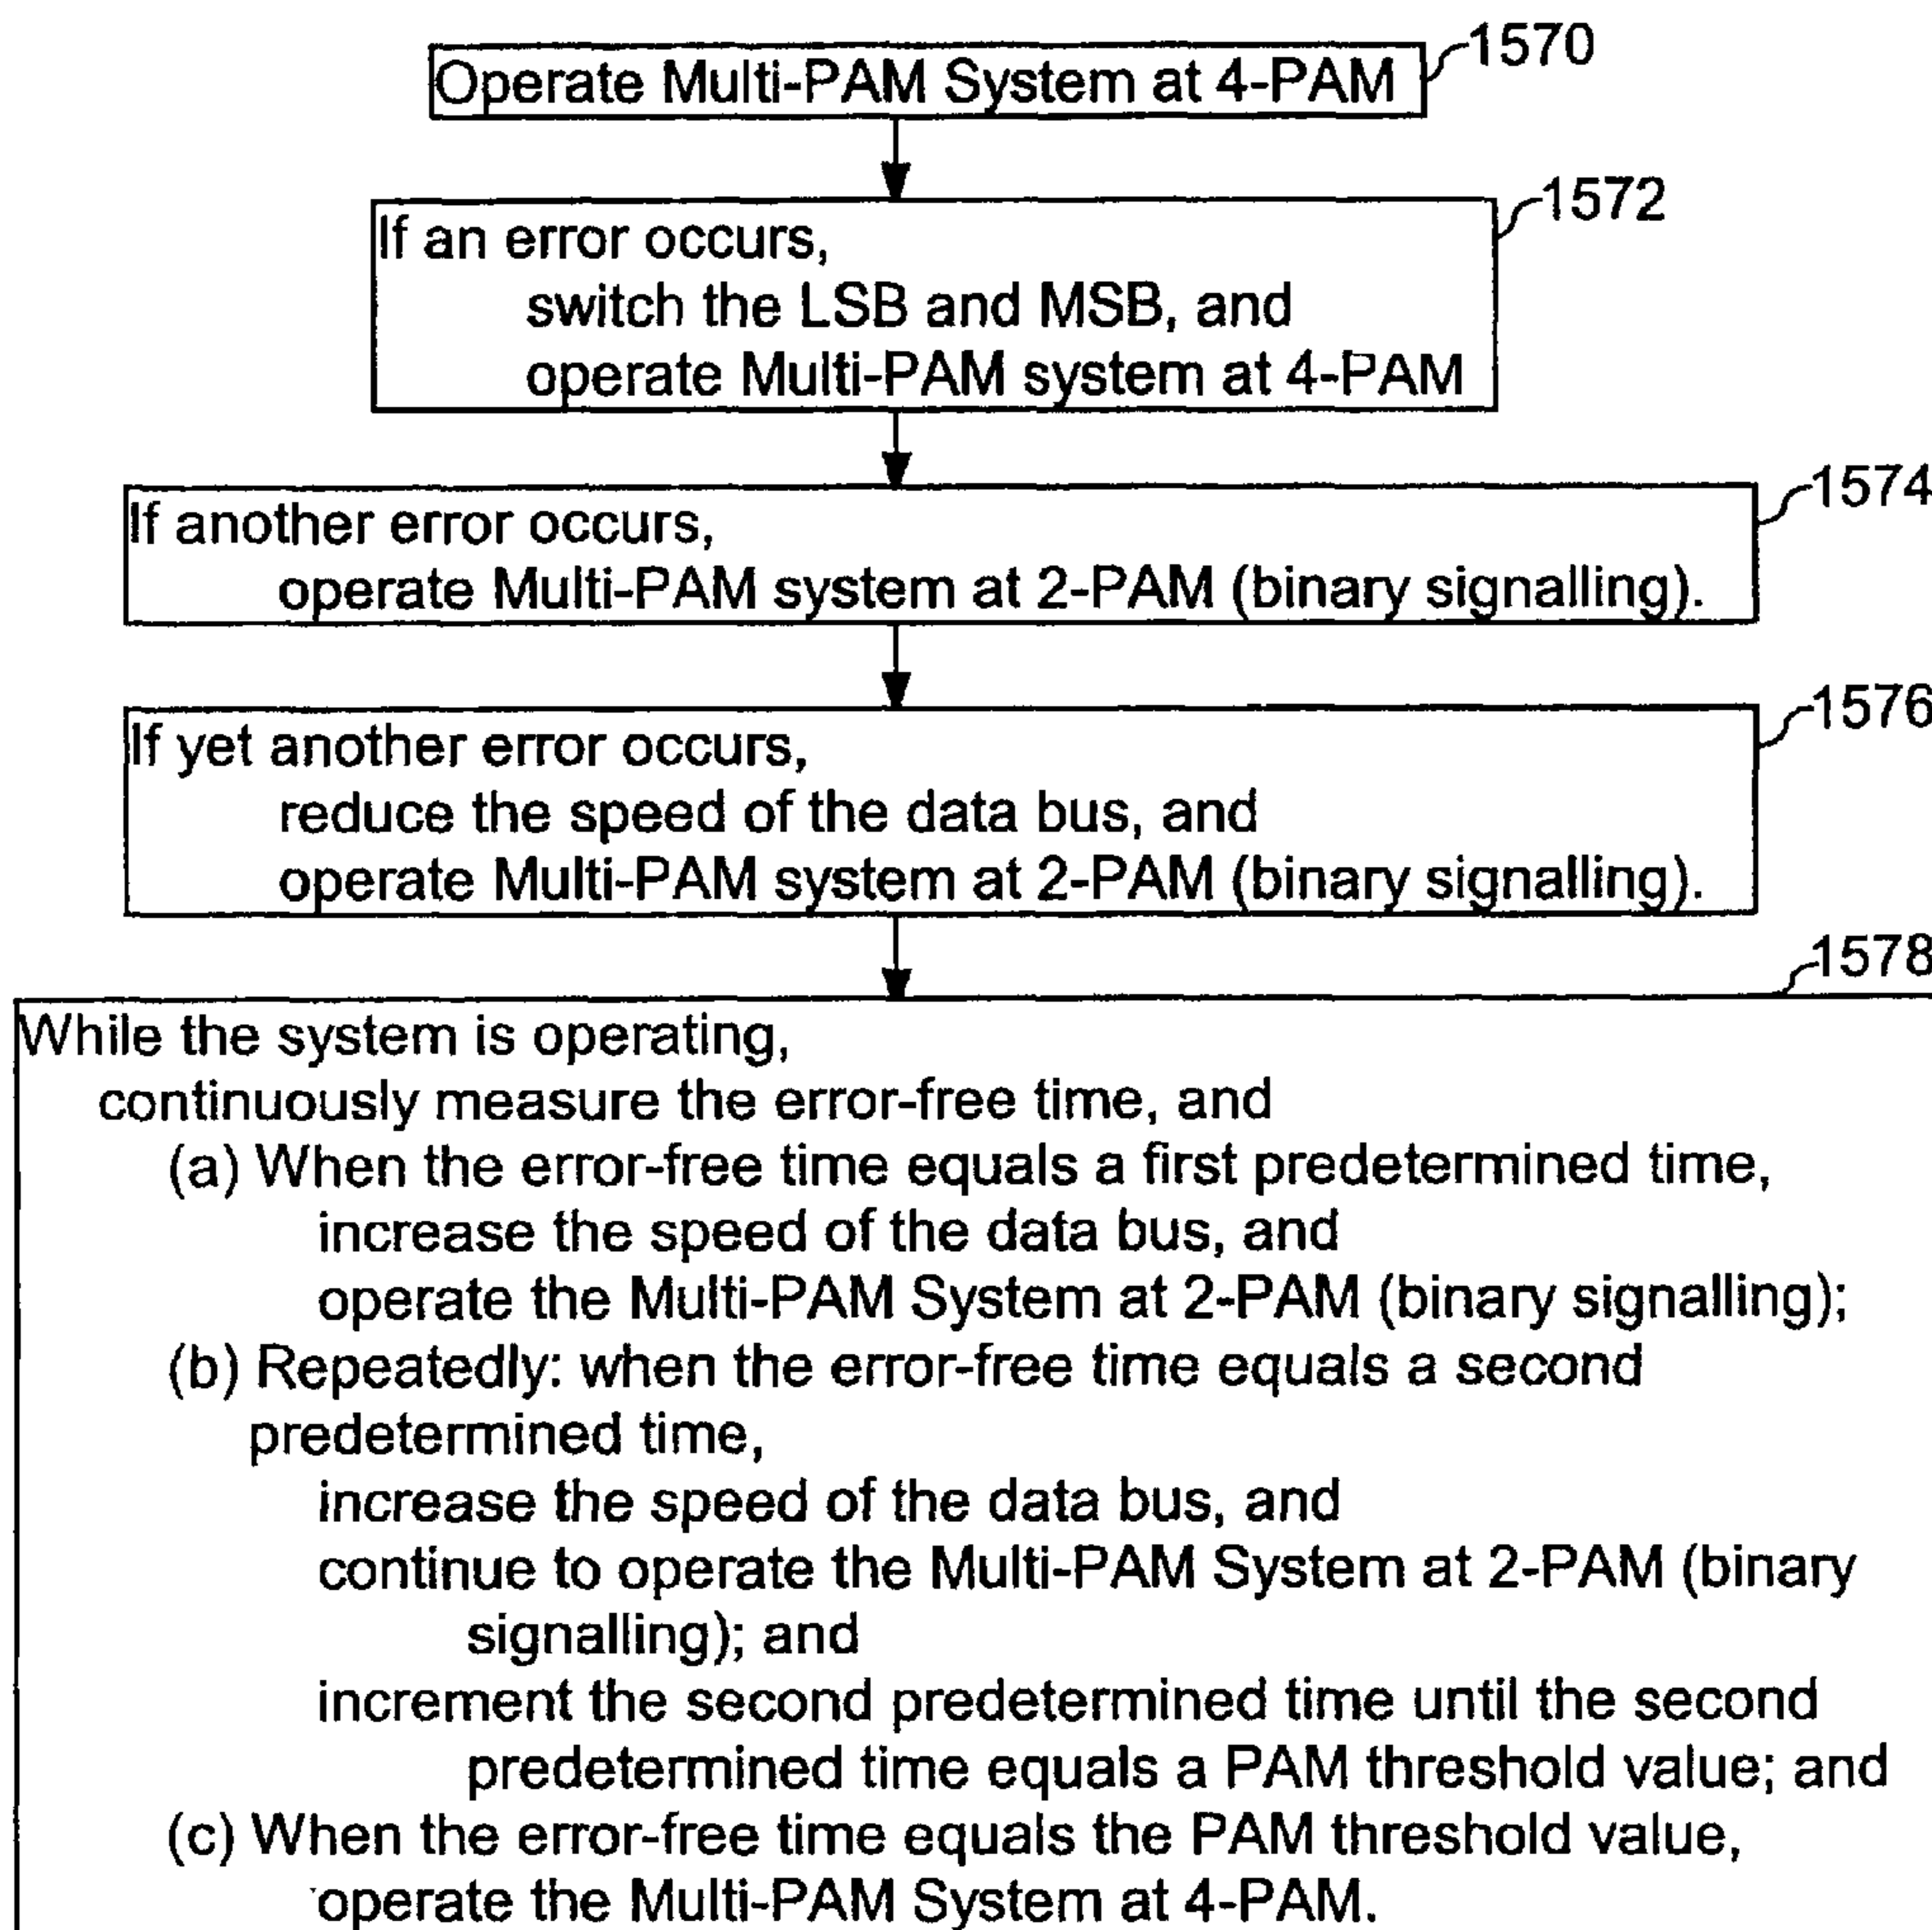 Operate Multi-PAM System at 4-PAM
1570
1572
If an error occurs,
switch the LSB and MSB, and
operate Multi-PAM system at 4-PAM
1574
If another error occurs,
operate Multi-PAM system at 2-PAM (binary signalling).
1576
If yet another error occurs,
reduce the speed of the data bus, and
operate Multi-PAM system at 2-PAM (binary signalling).
1578
While the system is operating,
continuously measure the error-free time, and
(a) When the error-free time equals a first predetermined time,
increase the speed of the data bus, and
operate the Multi-PAM System at 2-PAM (binary signalling);
(b) Repeatedly: when the error-free time equals a second
predetermined time,
increase the speed of the data bus, and
continue to operate the Multi-PAM System at 2-PAM (binary
signalling); and
increment the second predetermined time until the second
predetermined time equals a PAM threshold value; and
(c) When the error-free time equals the PAM threshold value,
operate the Multi-PAM System at 4-PAM.